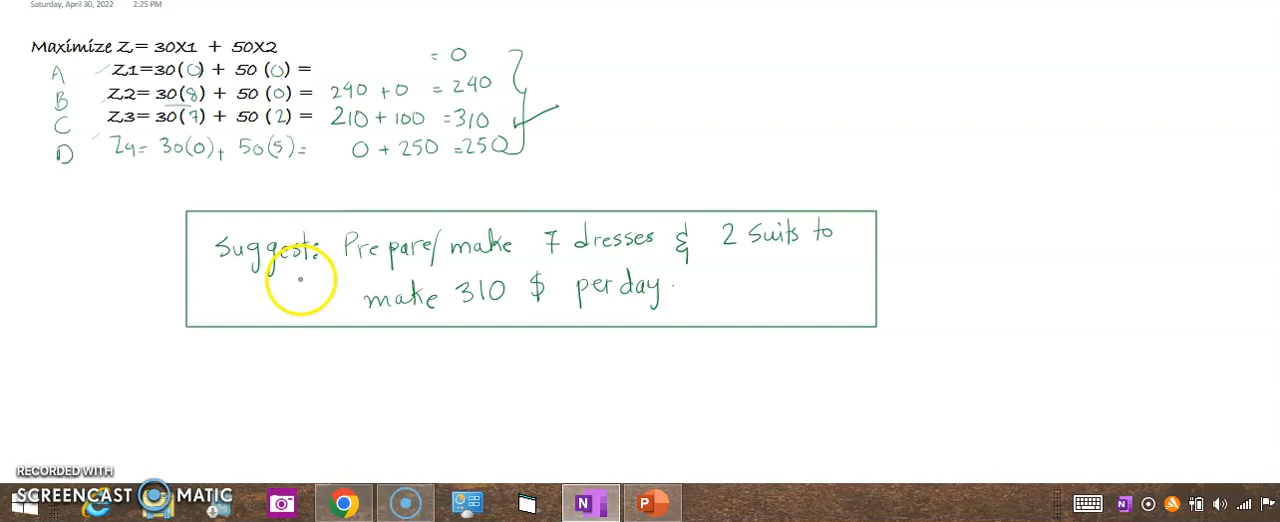 Saturday, April 30, 2022 2:25 PM
Maximize Z= 30X1 + 50X2
A Z1=30(0) + 50 (0) = = 0
B Z2= 30(8) + 50 (0) = 240 + 0 = 240
C Z3= 30(7) + 50 (2) = 210 + 100 = 310
D Z4= 30(0) + 50(5) = 0 + 250 = 250
Suggest: Prepare/make 7 dresses & 2 suits to
make 310 $ per day.
RECORDED WITH
SCREENCAST MATIC
N P N